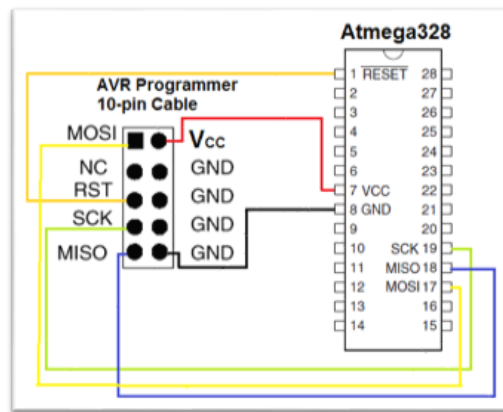 Atmega328
AVR Programmer
10-pin Cable
MOSI Vcc
NC GND
RST GND
SCK GND
MISO GND
1 RESET 28
2 27
3 26
4 25
5 24
6 23
7 VCC 22
8 GND 21
9 20
10 SCK 19
11 MISO 18
12 MOSI 17
13 16
14 15